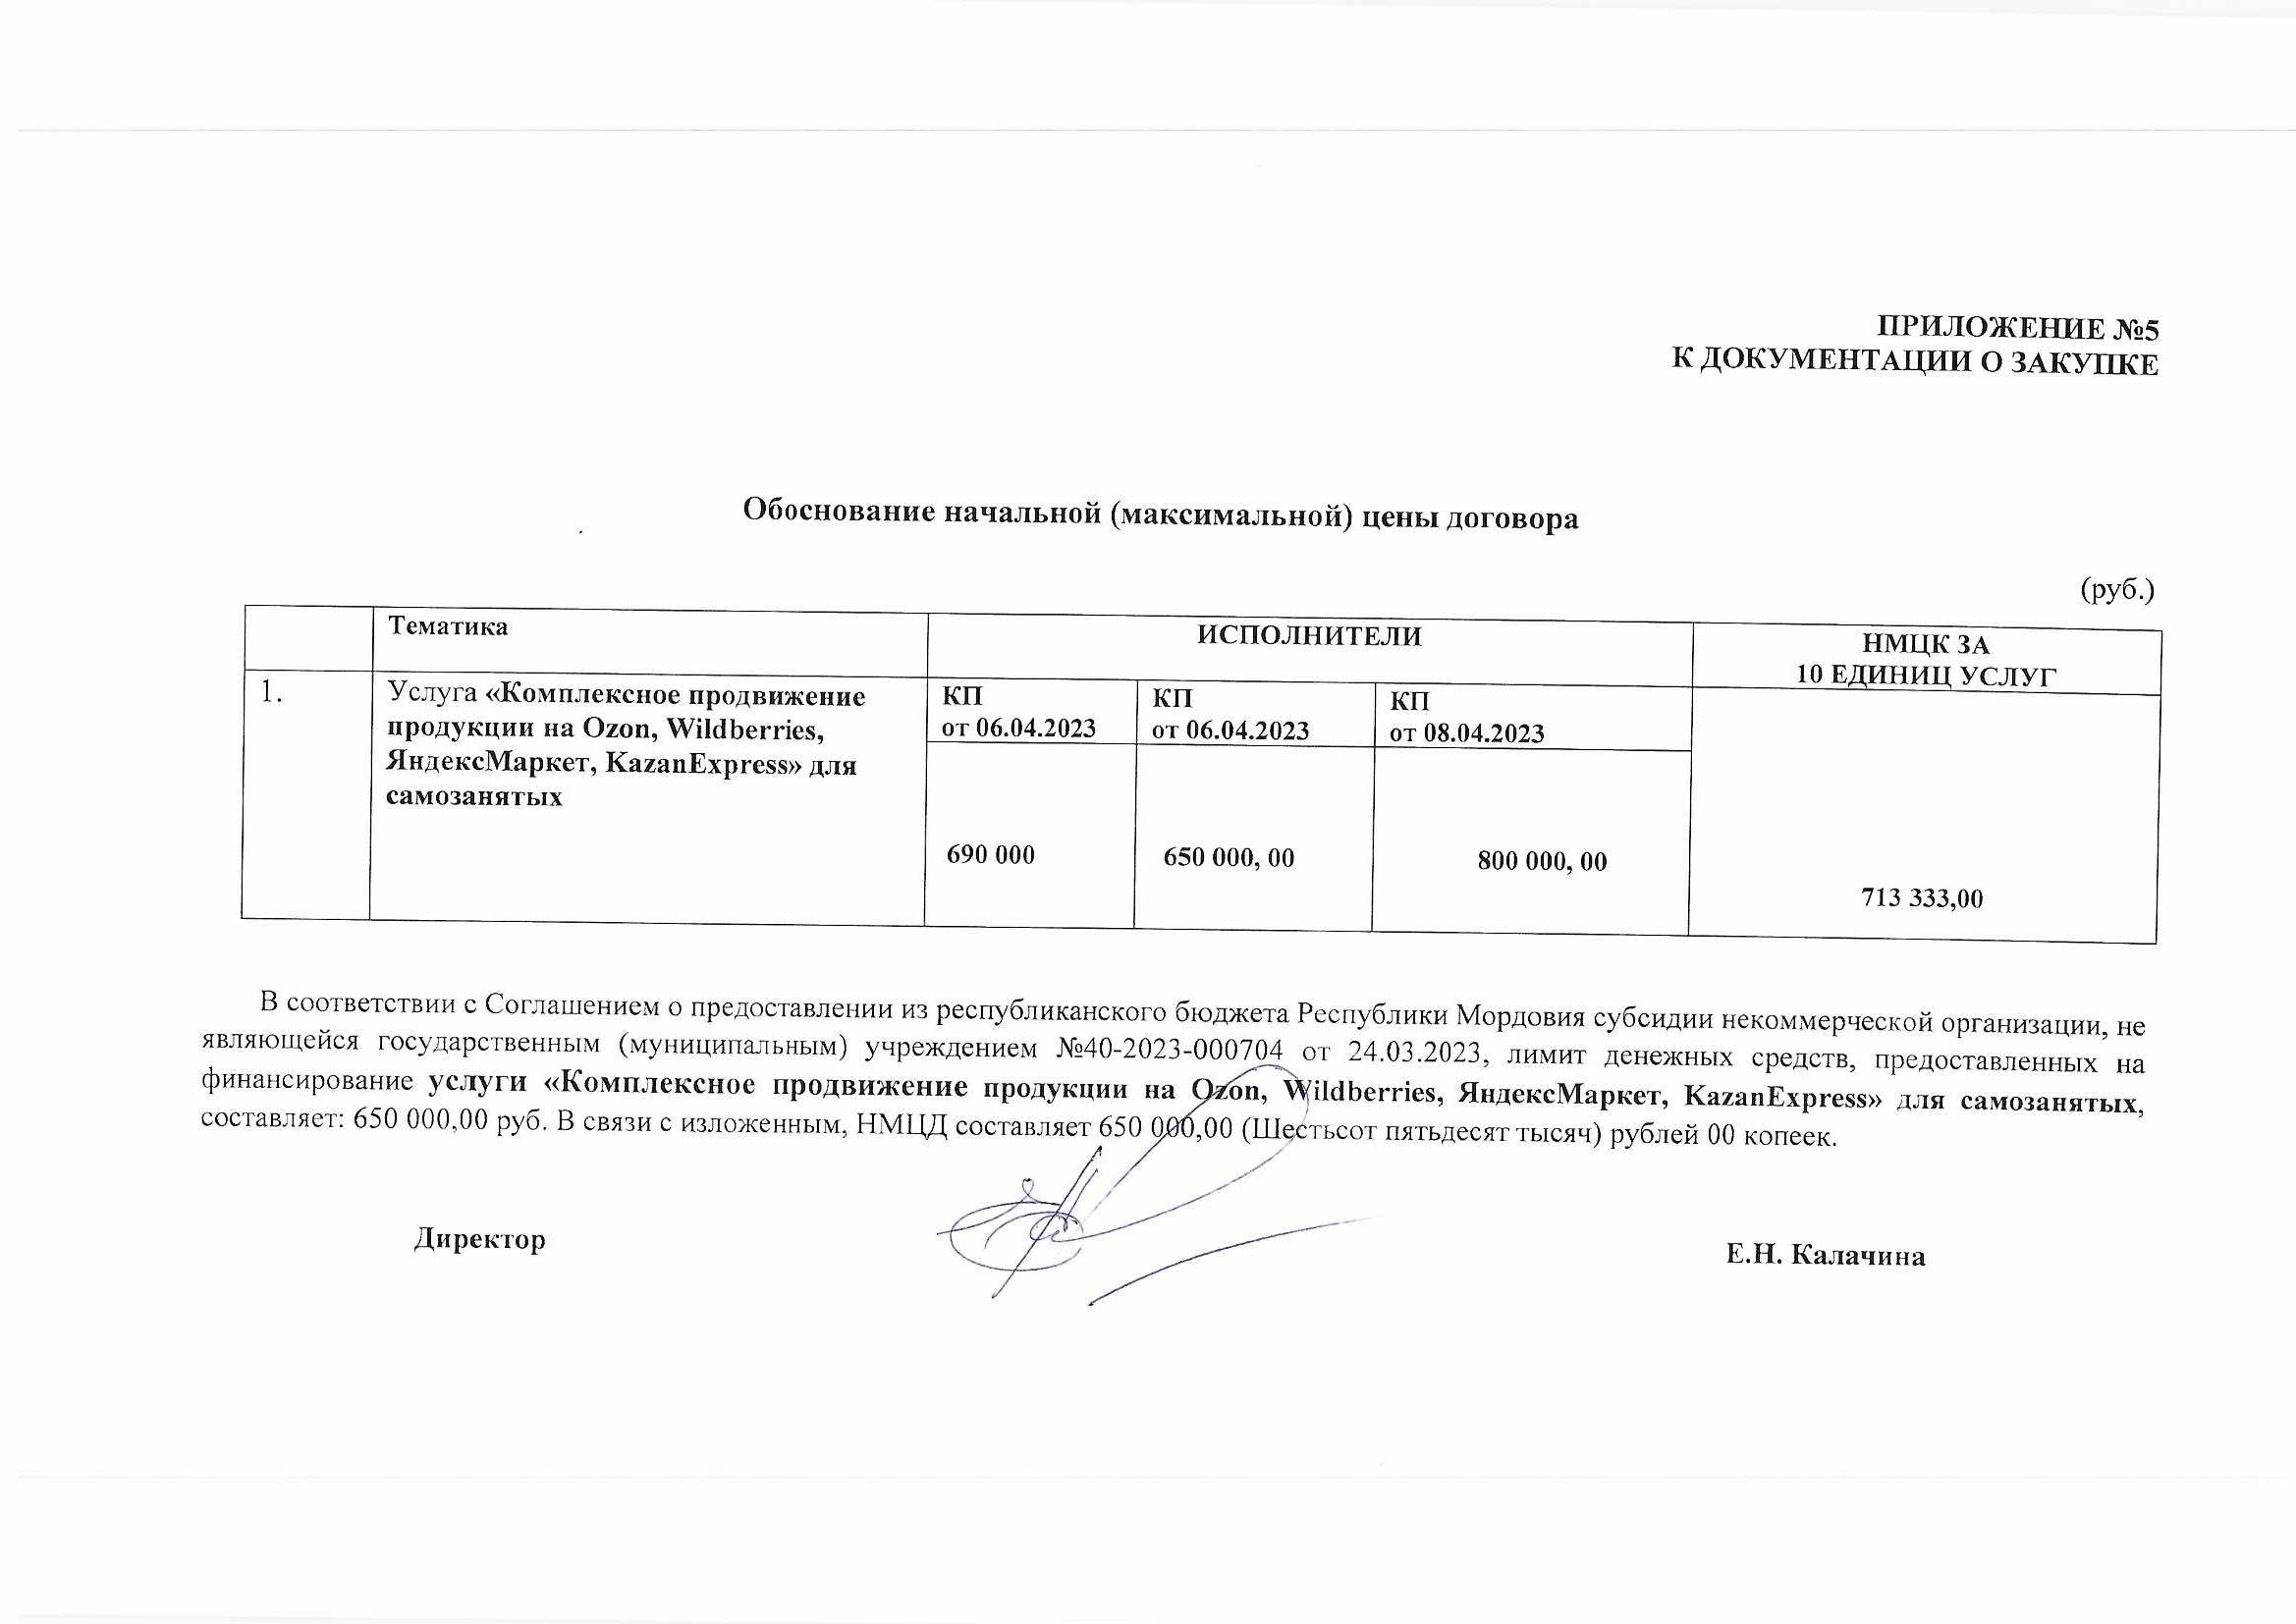 ПРИЛОЖЕНИЕ №5
К ДОКУМЕНТАЦИИ О ЗАКУПКЕ
Обоснование начальной (максимальной) цены договора
(руб.)
Тематика
ИСПОЛНИТЕЛИ
НМЦК ЗА
10 ЕДИНИЦ УСЛУГ
1.
Услуга «Комплексное продвижение
продукции на Ozon, Wildberries,
ЯндексМаркет, KazanExpress» для
самозанятых
КП
от 06.04.2023
КП
от 06.04.2023
КП
от 08.04.2023
690 000
650 000, 00
800 000, 00
713 333,00
В соответствии с Соглашением о предоставлении из республиканского бюджета Республики Мордовия субсидии некоммерческой организации, не
являющейся государственным (муниципальным) учреждением №40-2023-000704 от 24.03.2023, лимит денежных средств, предоставленных на
финансирование услуги «Комплексное продвижение продукции на Ozon, Wildberries, ЯндексМаркет, KazanExpress» для самозанятых,
составляет: 650 000,00 руб. В связи с изложенным, НМЦД составляет 650 000,00 (Шестьсот пятьдесят тысяч) рублей 00 копеек.
Директор
Е.Н. Калачина